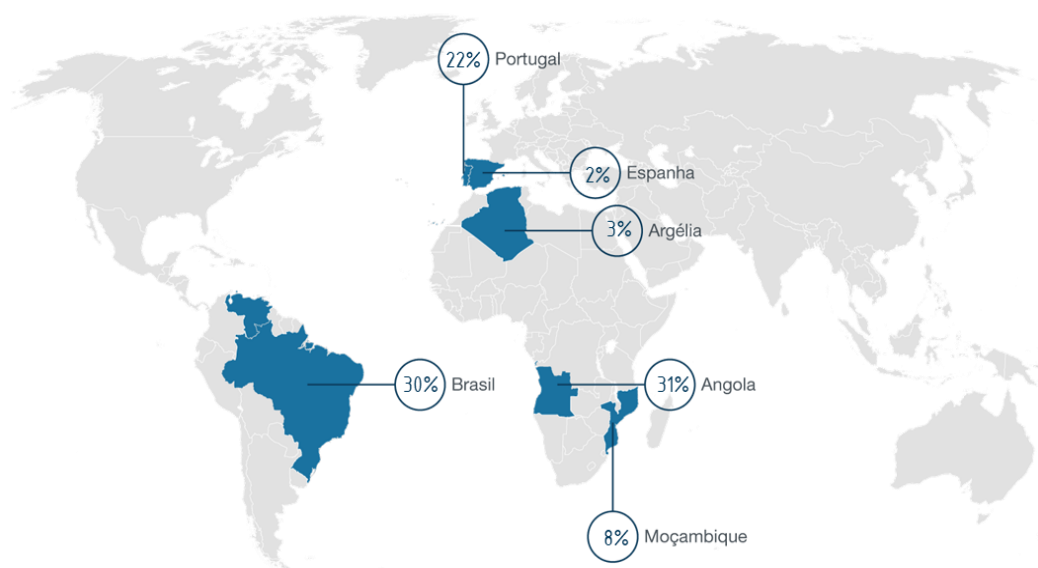 22% Portugal
2% Espanha
3% Argélia
30% Brasil
31% Angola
8% Moçambique